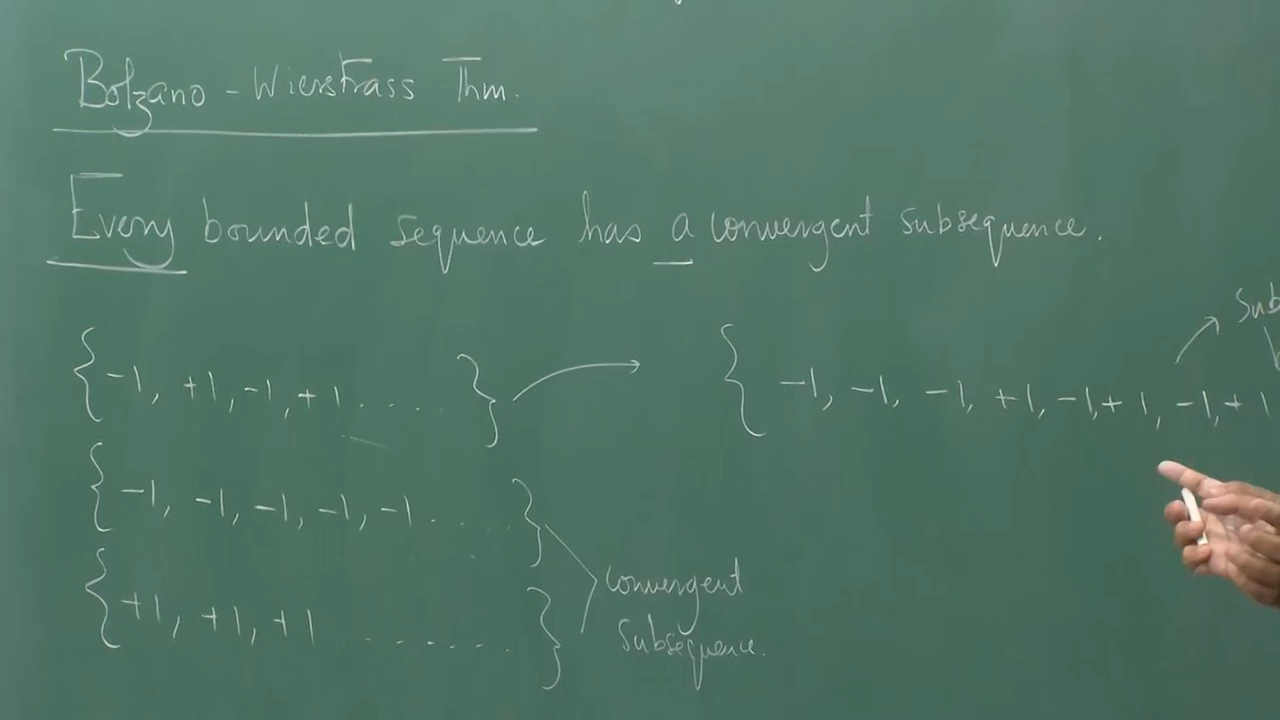 Bolzano - Wierstrass Thm.
Every bounded sequence has a convergent subsequence.
{-1, +1, -1, +1 . . . . }
{ -1, -1, -1, +1, -1, +1, -1, +1
Sub
{ -1, -1, -1, -1, -1 . . . . . }
{ +1, +1, +1 . . . . . . . }
convergent
subsequence.